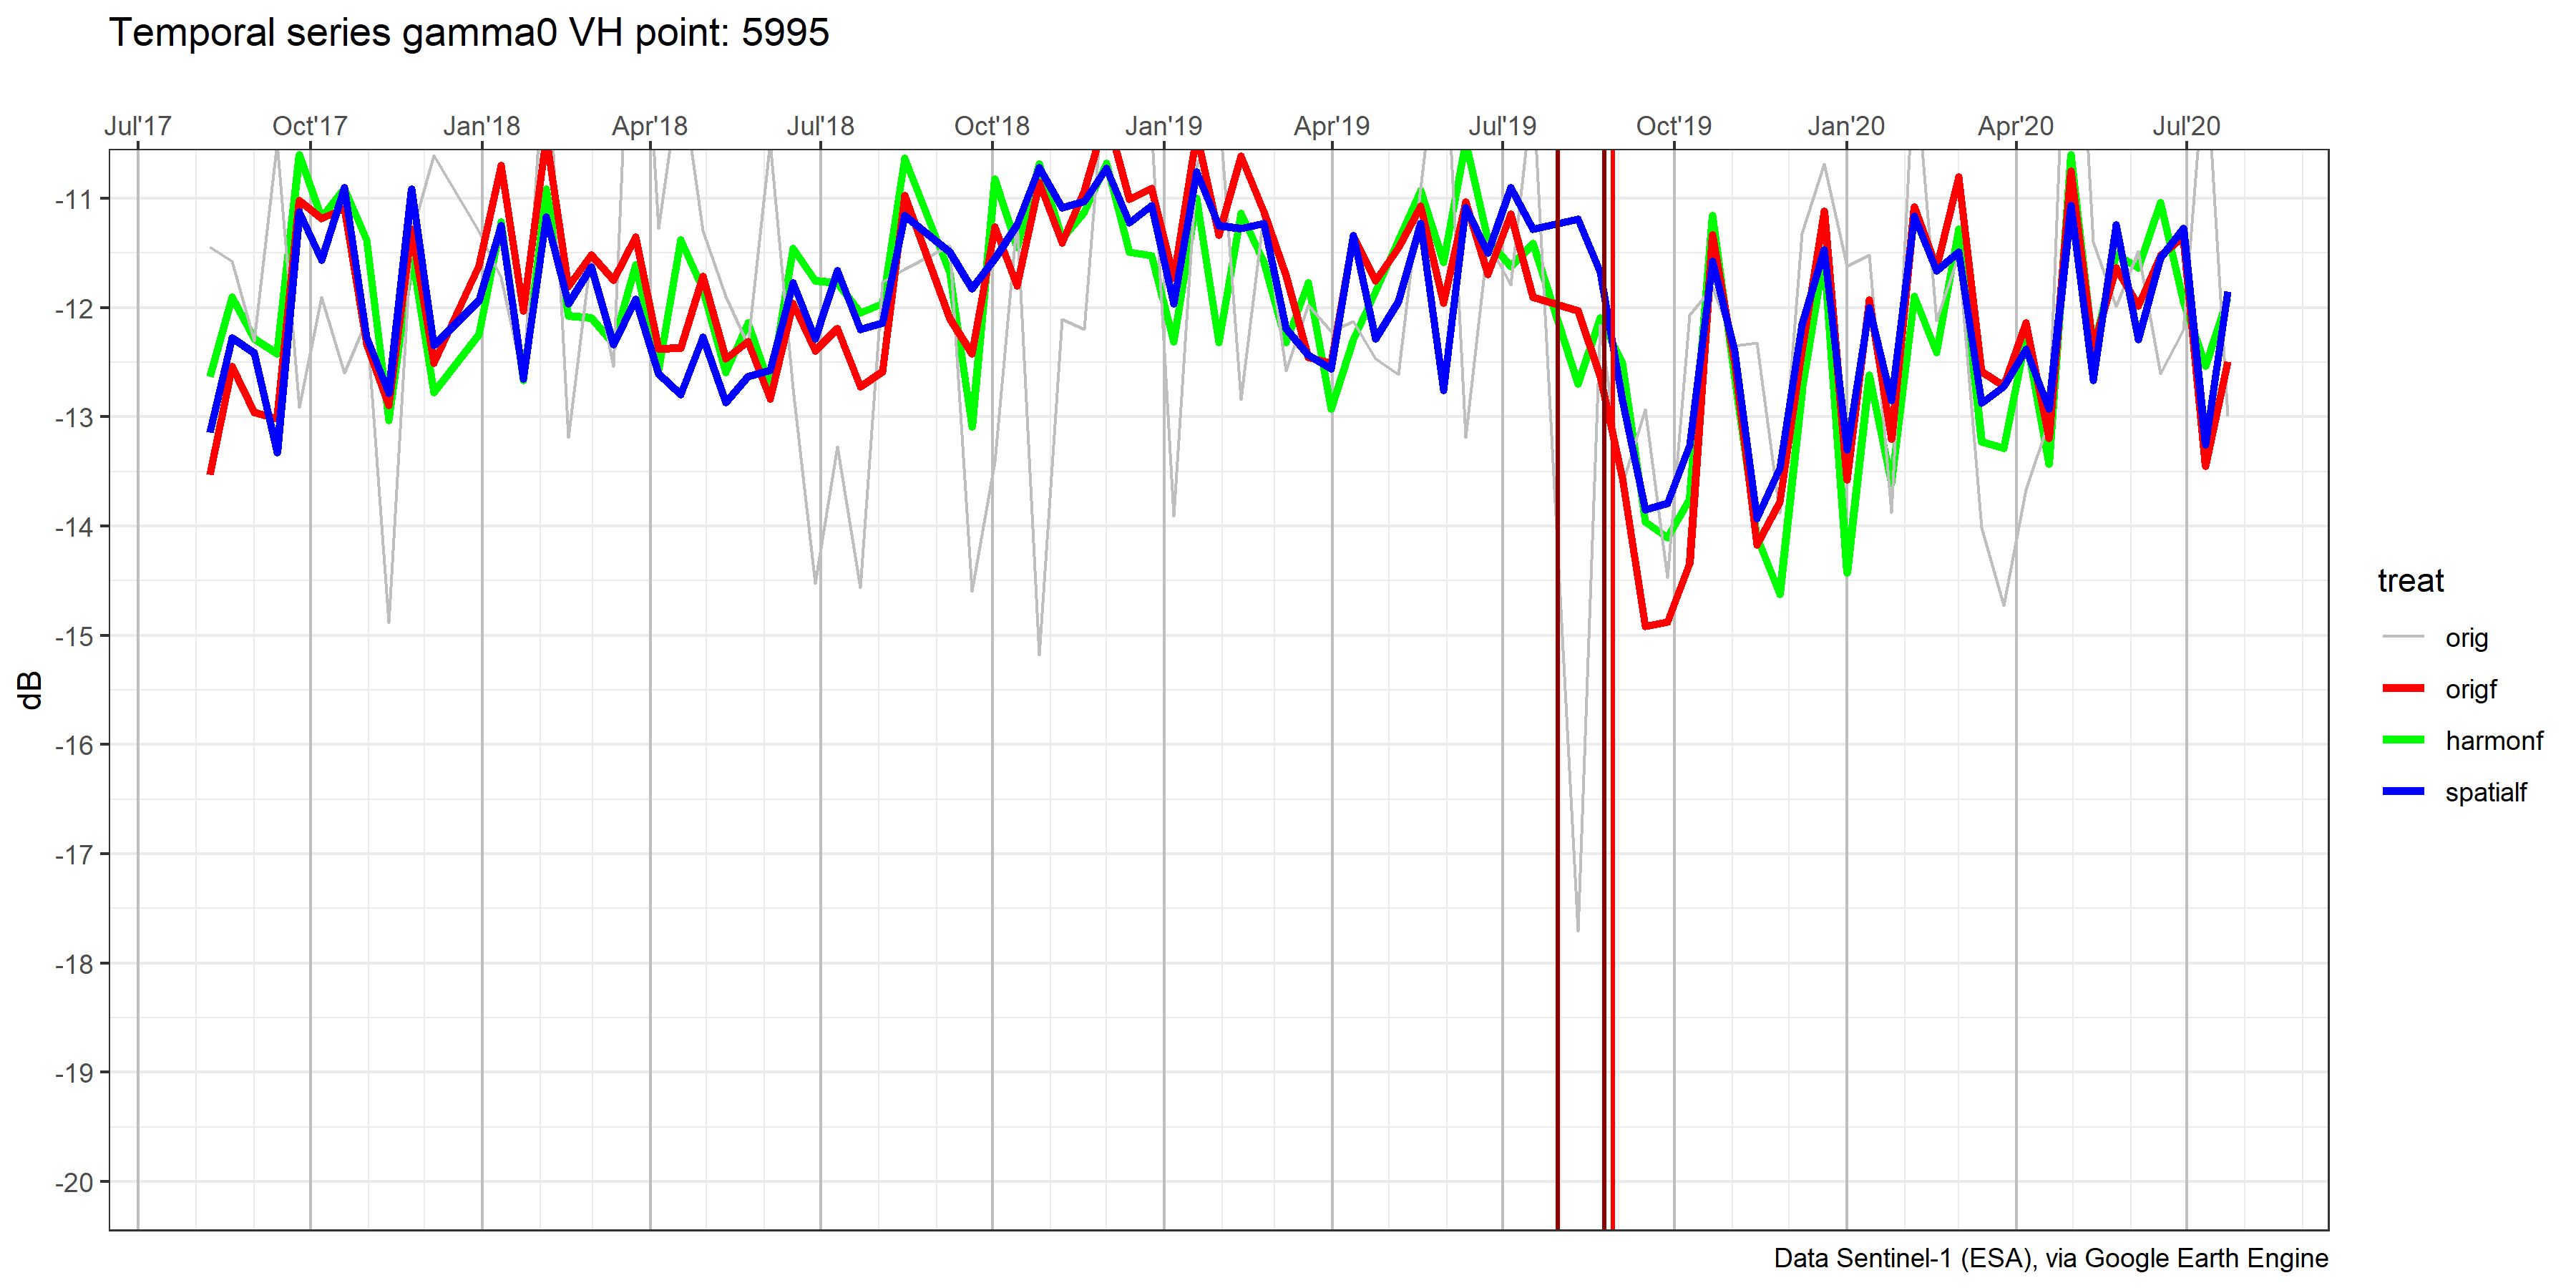 Temporal series gamma0 VH point: 5995
Jul'17 Oct'17 Jan'18 Apr'18 Jul'18 Oct'18 Jan'19 Apr'19 Jul'19 Oct'19 Jan'20 Apr'20 Jul'20
-11
-12
-13
-14
-15
-16
-17
-18
-19
-20
dB
treat
orig
origf
harmonf
spatialf
Data Sentinel-1 (ESA), via Google Earth Engine